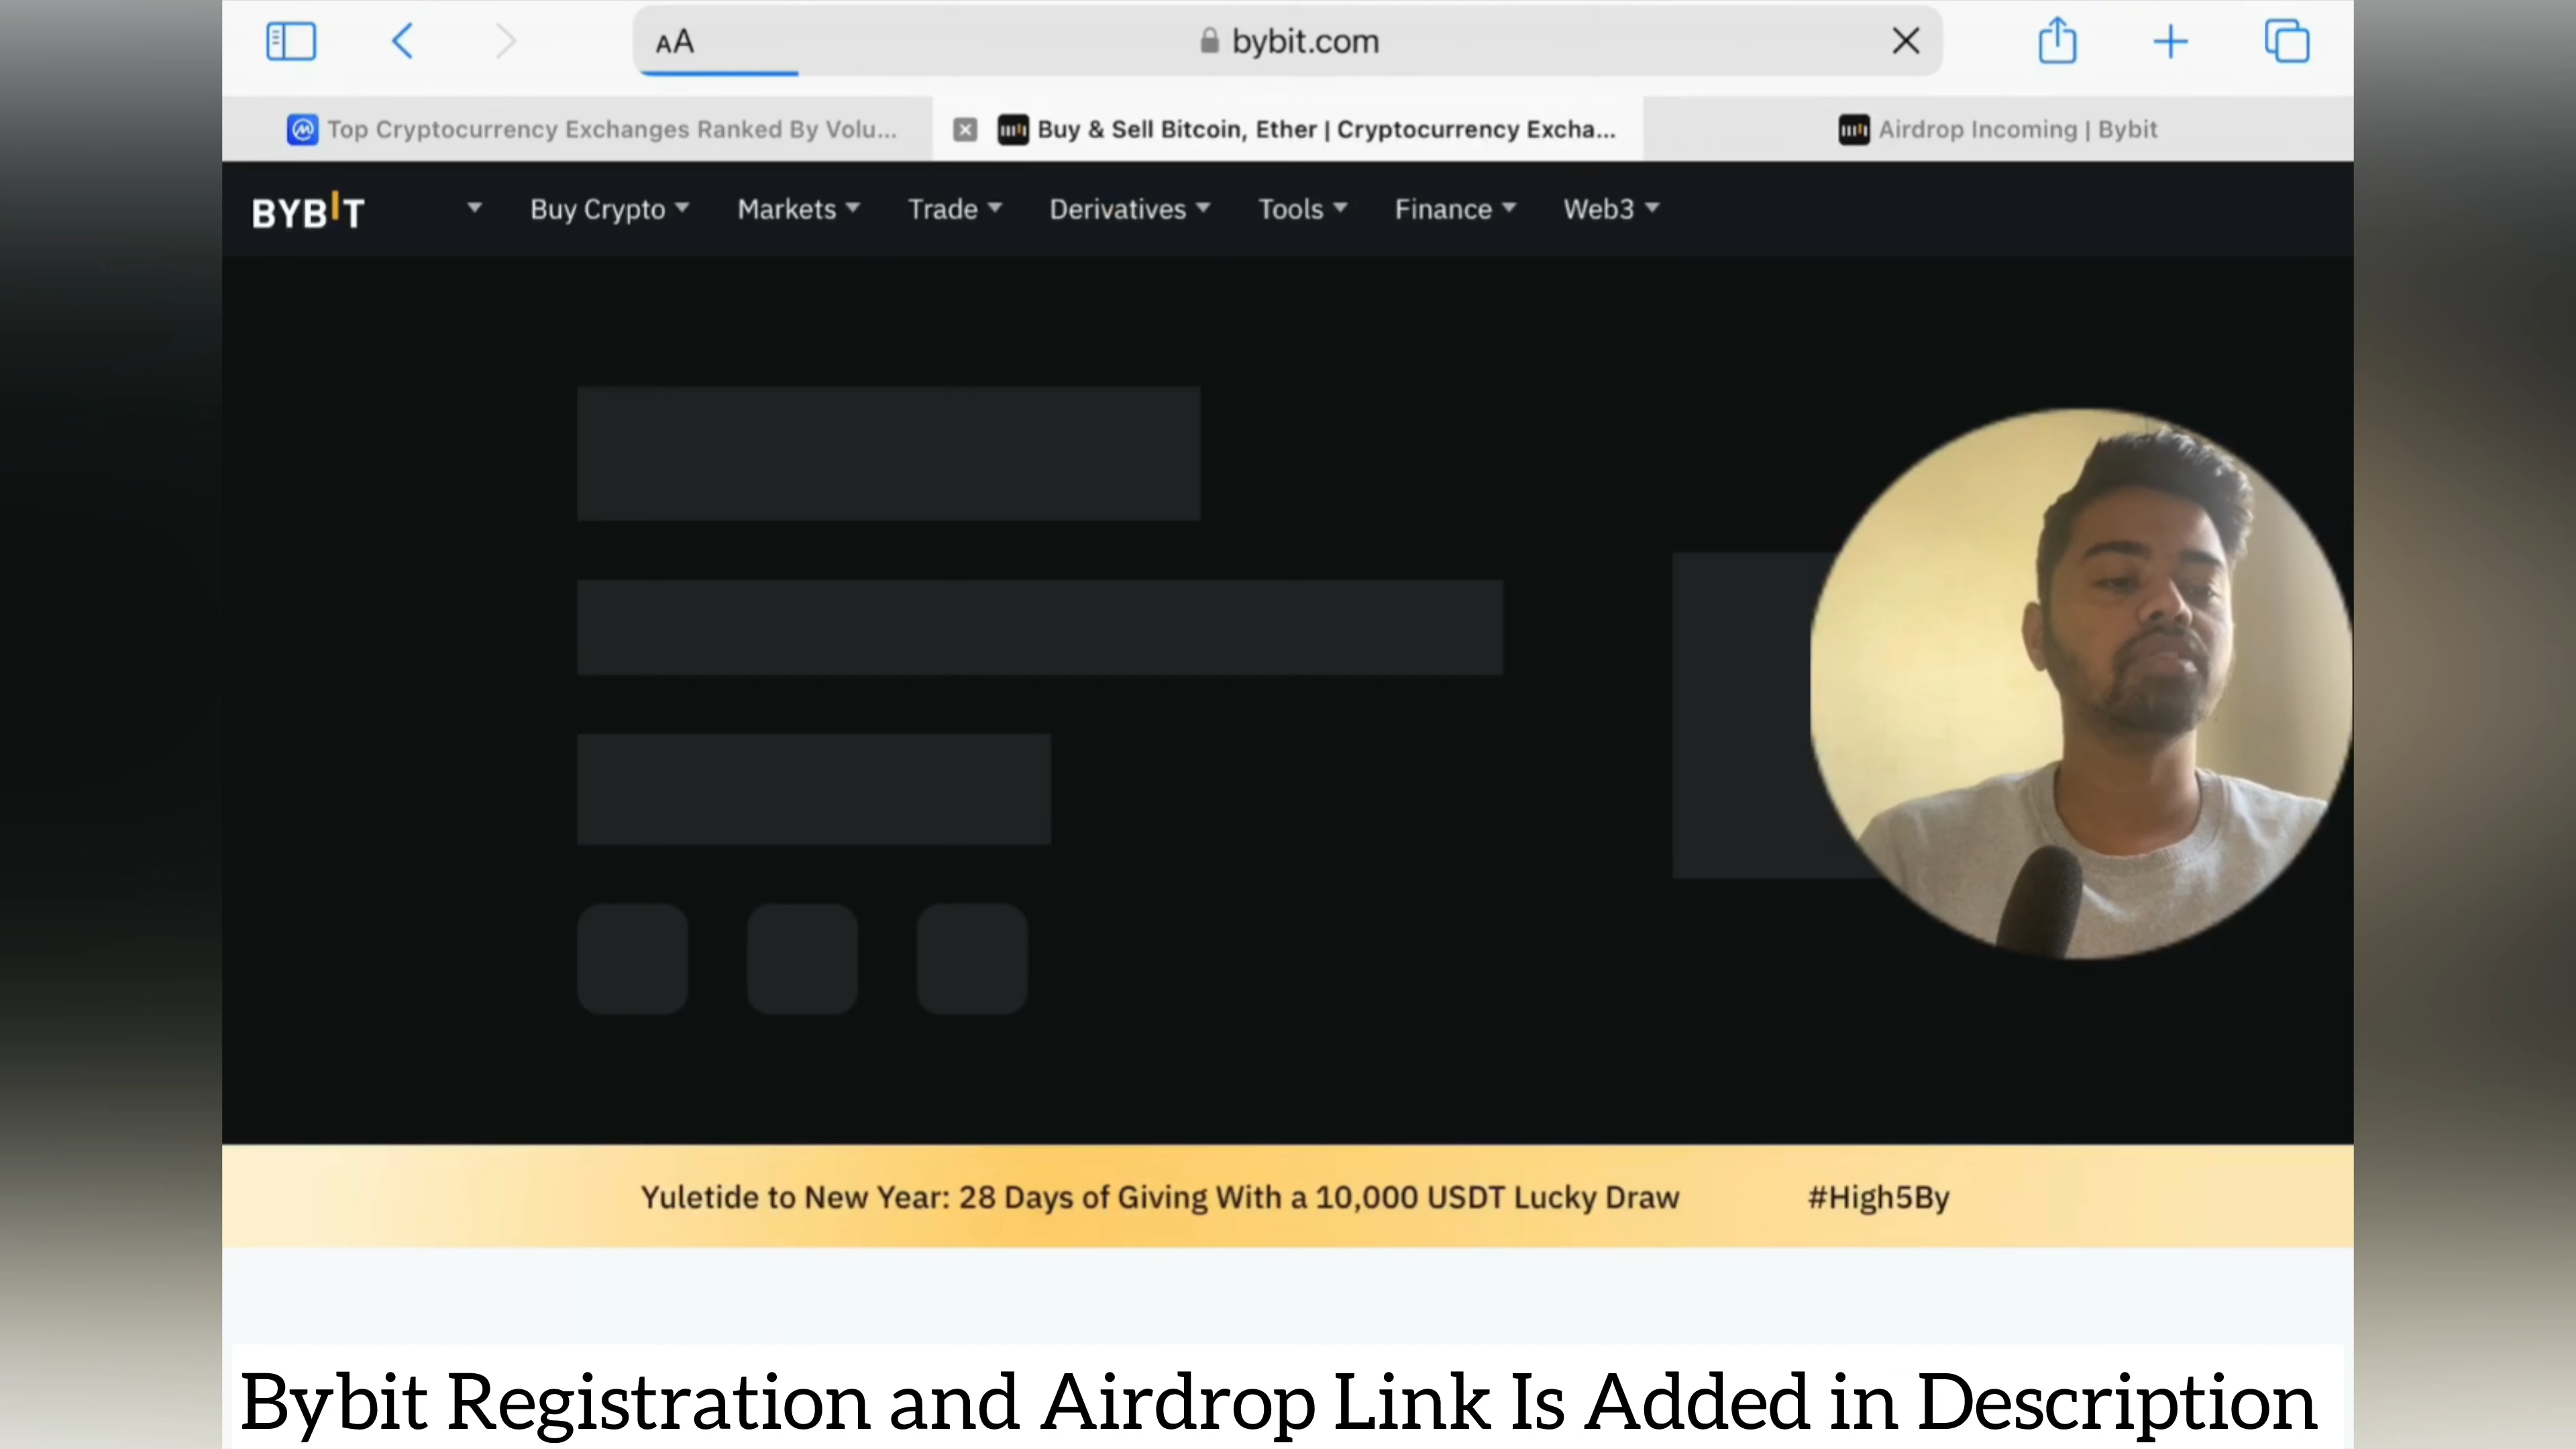 AA
bybit.com
Top Cryptocurrency Exchanges Ranked By Volu...
Buy & Sell Bitcoin, Ether | Cryptocurrency Excha...
Airdrop Incoming | Bybit
BYBIT
Buy Crypto
Markets
Trade
Derivatives
Tools
Finance
Web3
Yuletide to New Year: 28 Days of Giving With a 10,000 USDT Lucky Draw
#High5By
Bybit Registration and Airdrop Link Is Added in Description